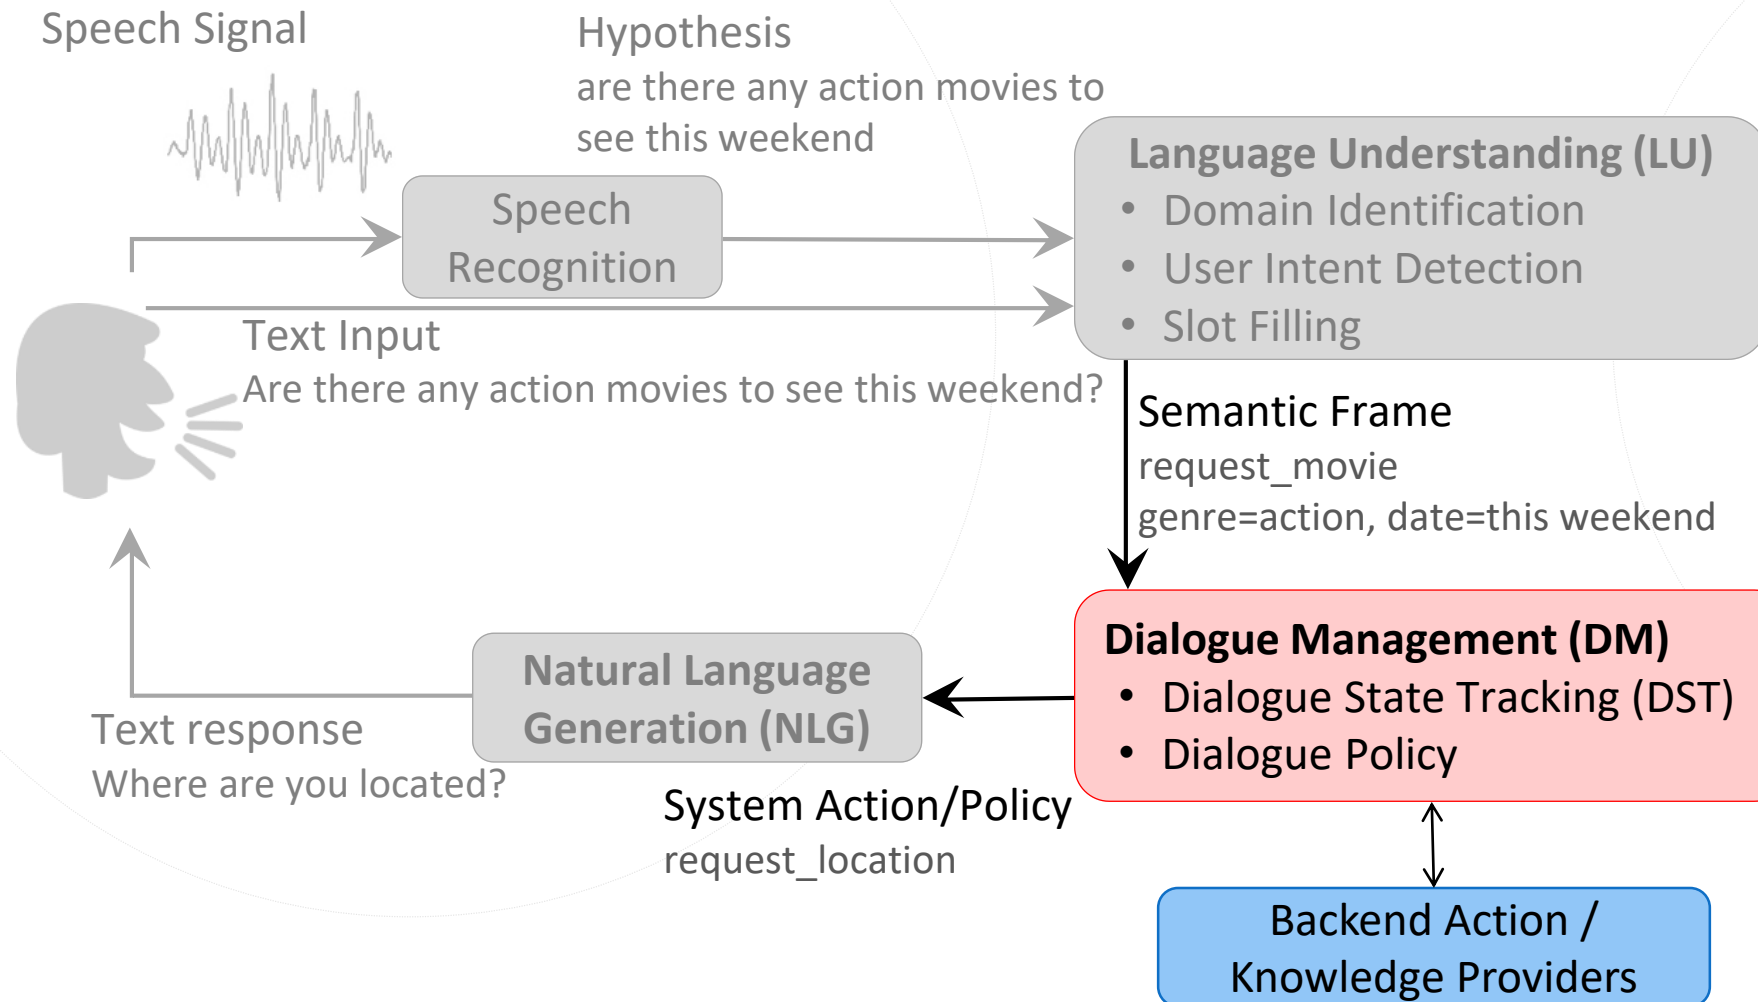 Speech Signal
Hypothesis
are there any action movies to
see this weekend
Speech
Recognition
Language Understanding (LU)
• Domain Identification
• User Intent Detection
• Slot Filling
Text Input
Are there any action movies to see this weekend?
Semantic Frame
request_movie
genre=action, date=this weekend
Dialogue Management (DM)
• Dialogue State Tracking (DST)
• Dialogue Policy
Natural Language
Generation (NLG)
Text response
Where are you located?
System Action/Policy
request_location
Backend Action /
Knowledge Providers